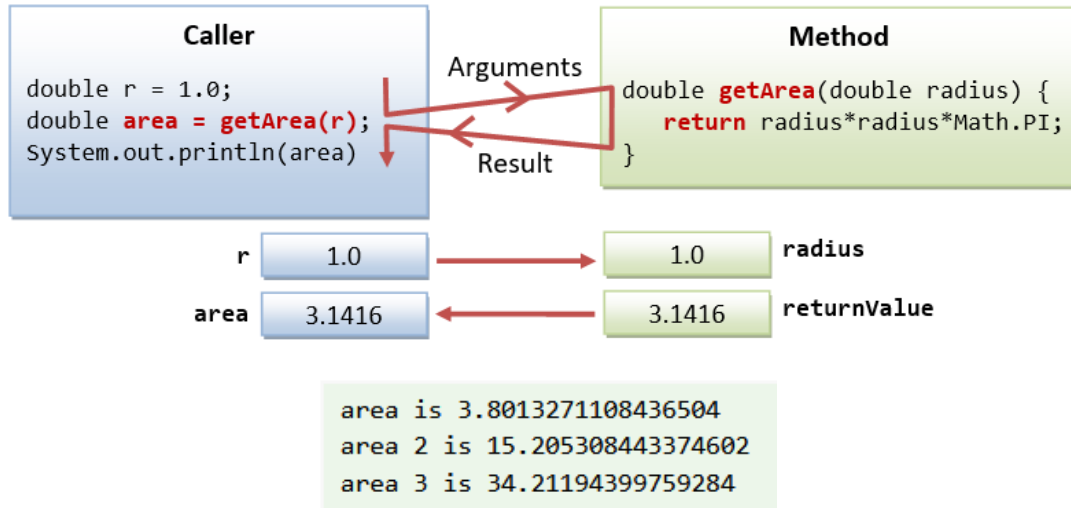 Caller
double r = 1.0;
double area = getArea(r);
System.out.println(area)
Arguments
Result
Method
double getArea(double radius) {
return radius*radius*Math.PI;
}
r 1.0 1.0 radius
area 3.1416 3.1416 returnValue
area is 3.8013271108436504
area 2 is 15.205308443374602
area 3 is 34.21194399759284